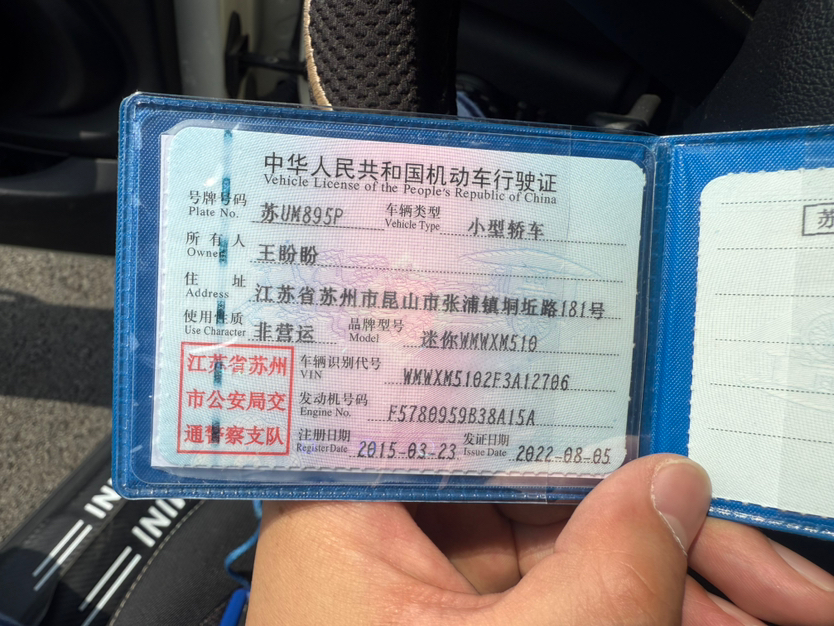 中华人民共和国机动车行驶证
Vehicle License of the People's Republic of China
号牌号码 苏UM895P 车辆类型 小型轿车
Plate No. Vehicle Type
所有人 王盼盼
Owner
住址 江苏省苏州市昆山市张浦镇垌坵路181号
Address
使用性质 非营运 品牌型号 迷你WMWXM510
Use Character Model
江苏省苏州
市公安局交
通警察支队
车辆识别代号 WMWXM5102F3A12706
VIN
发动机号码 F5780959B38A15A
Engine No.
注册日期 2015-03-23 发证日期 2022-08-05
Register Date Issue Date
苏
MINI
MINI